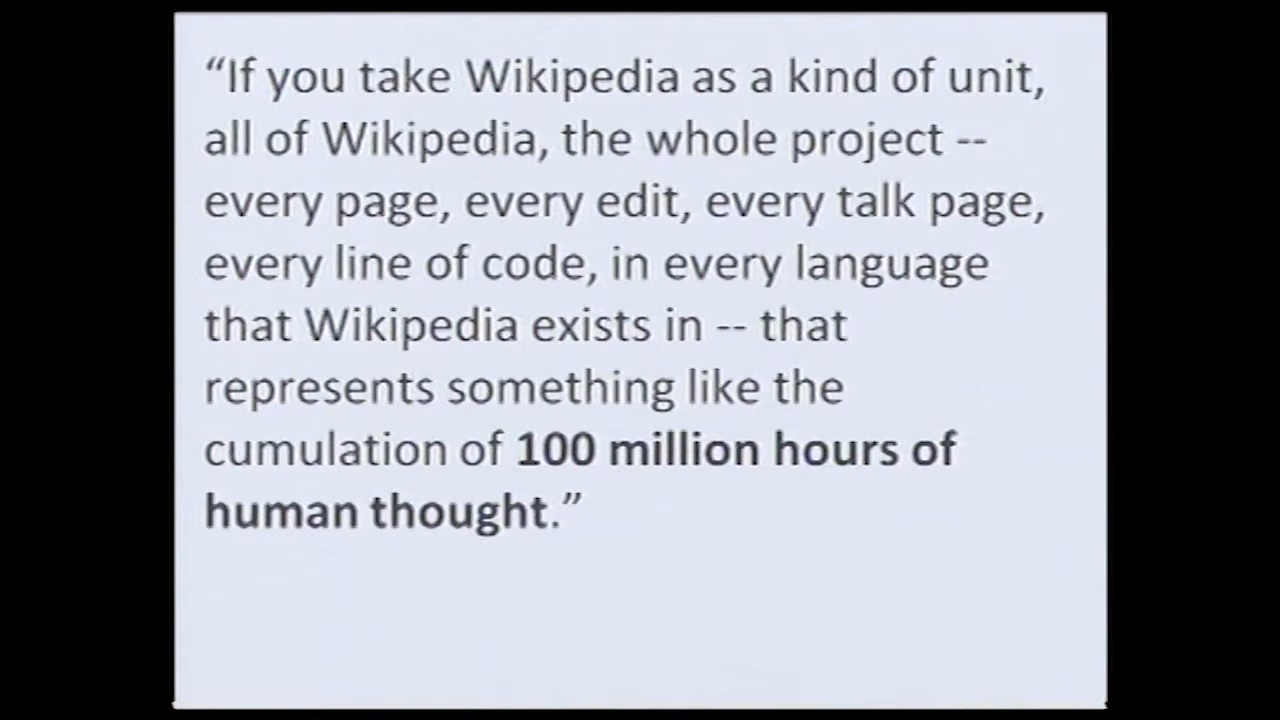 “If you take Wikipedia as a kind of unit,
all of Wikipedia, the whole project --
every page, every edit, every talk page,
every line of code, in every language
that Wikipedia exists in -- that
represents something like the
cumulation of 100 million hours of
human thought.”